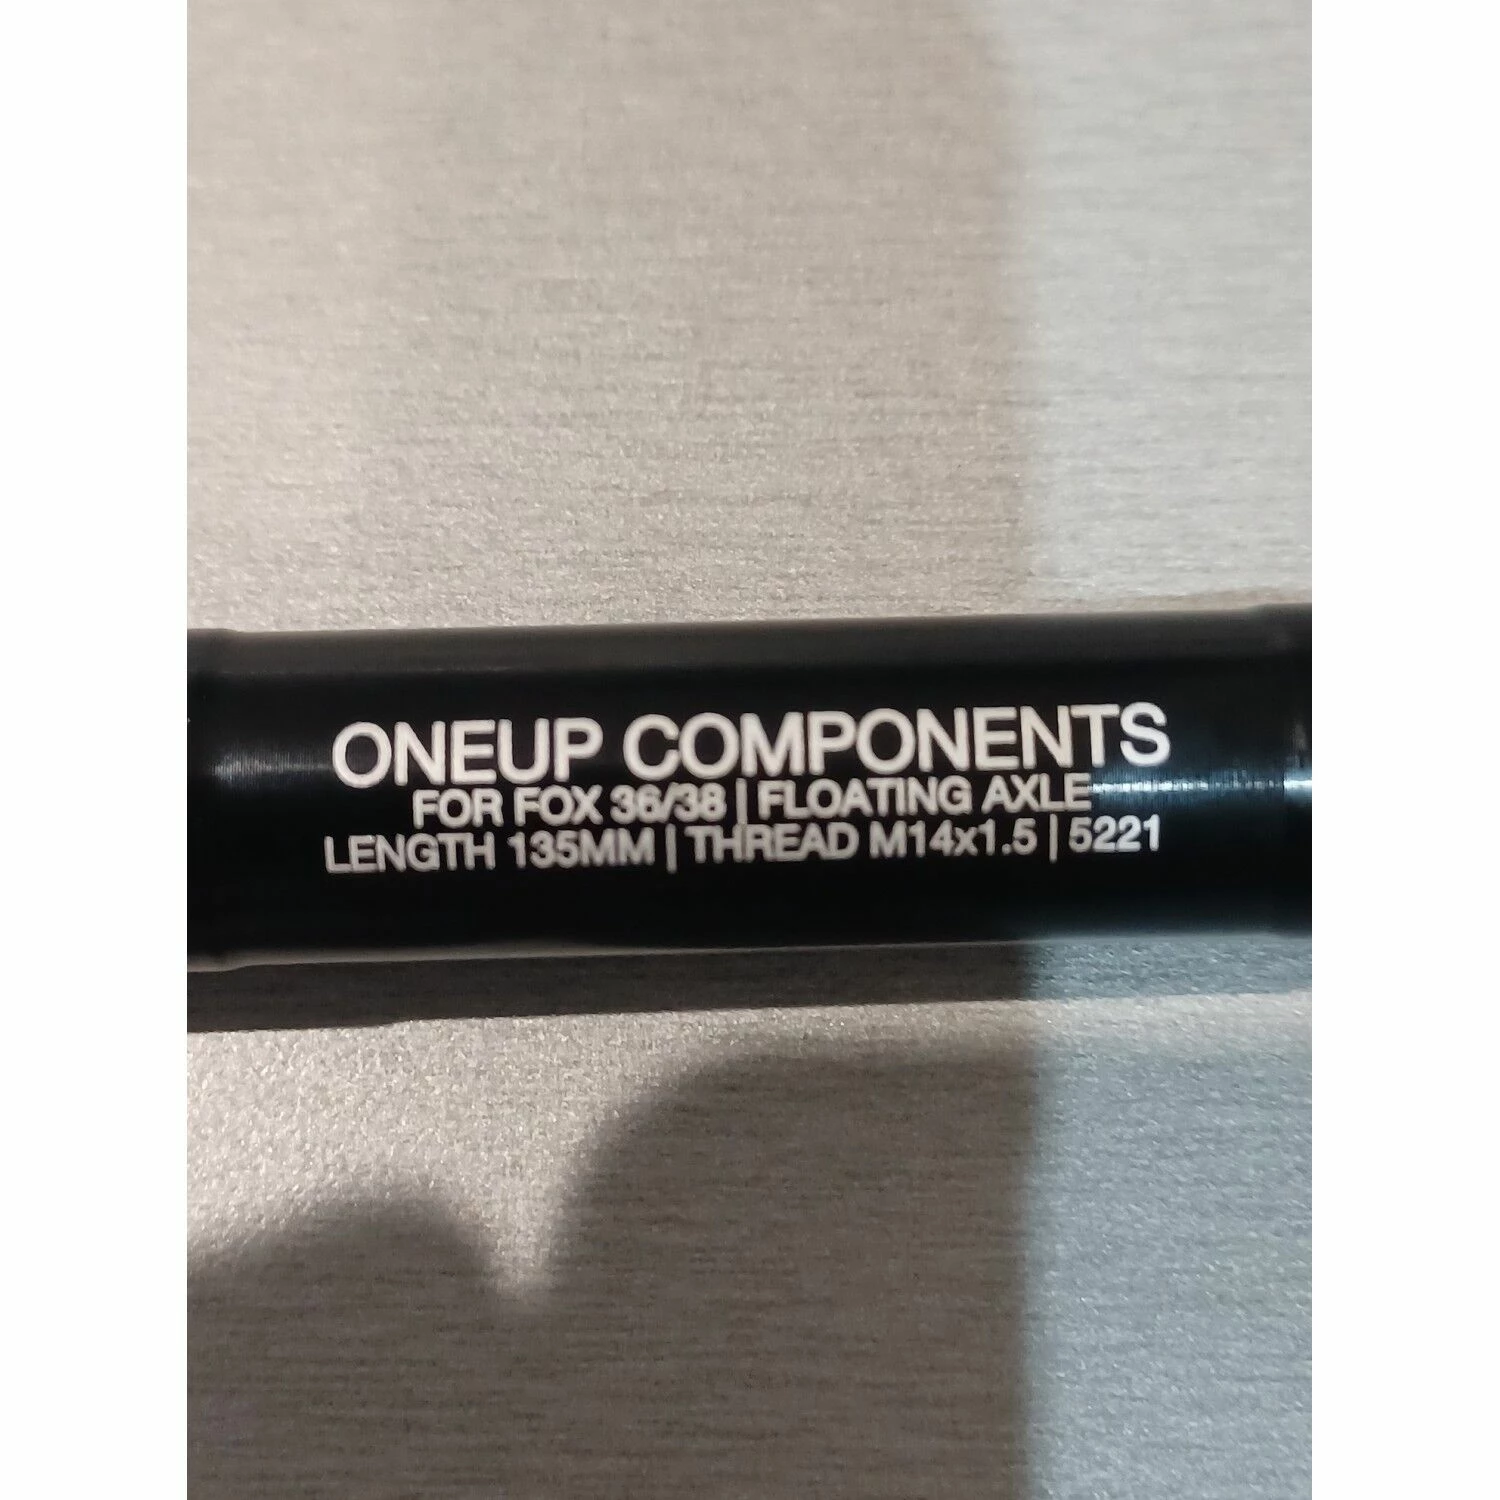 ONEUP COMPONENTS
FOR FOX 36/38 | FLOATING AXLE
LENGTH 135MM | THREAD M14x1.5 | 5221